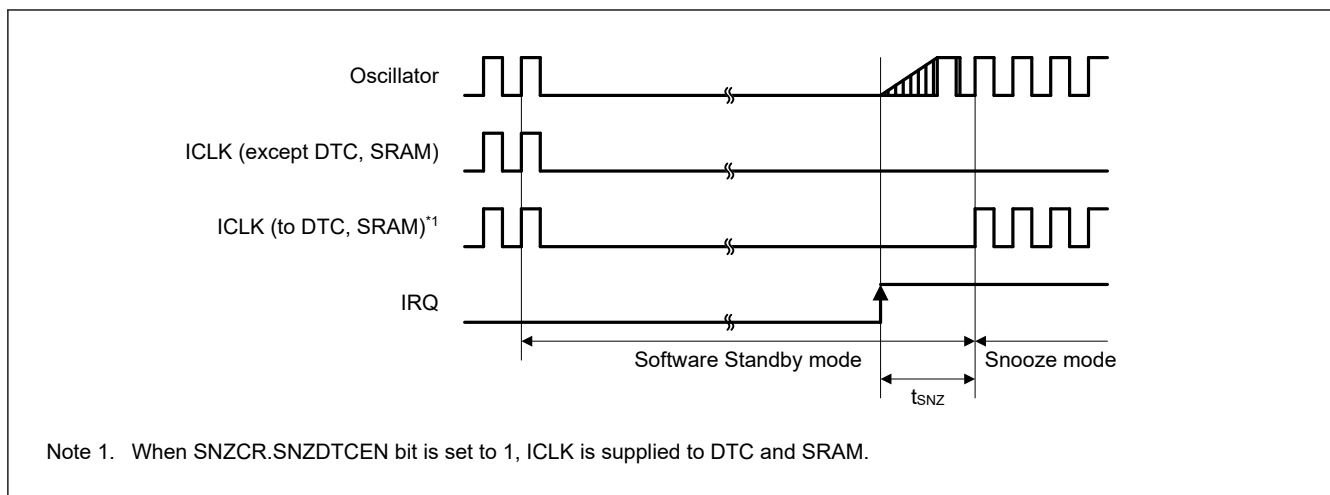 Oscillator
ICLK (except DTC, SRAM)
ICLK (to DTC, SRAM)*1
IRQ
Software Standby mode
Snooze mode
tSNZ
Note 1. When SNZCR.SNZDTCEN bit is set to 1, ICLK is supplied to DTC and SRAM.